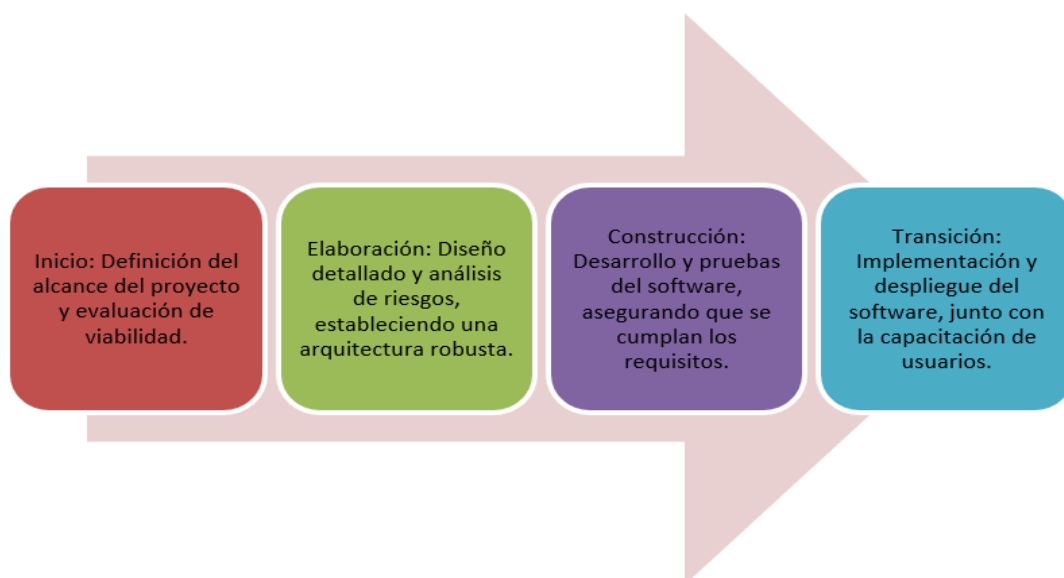 Inicio: Definición del
alcance del proyecto
y evaluación de
viabilidad.
Elaboración: Diseño
detallado y análisis
de riesgos,
estableciendo una
arquitectura robusta.
Construcción:
Desarrollo y pruebas
del software,
asegurando que se
cumplan los
requisitos.
Transición:
Implementación y
despliegue del
software, junto con
la capacitación de
usuarios.